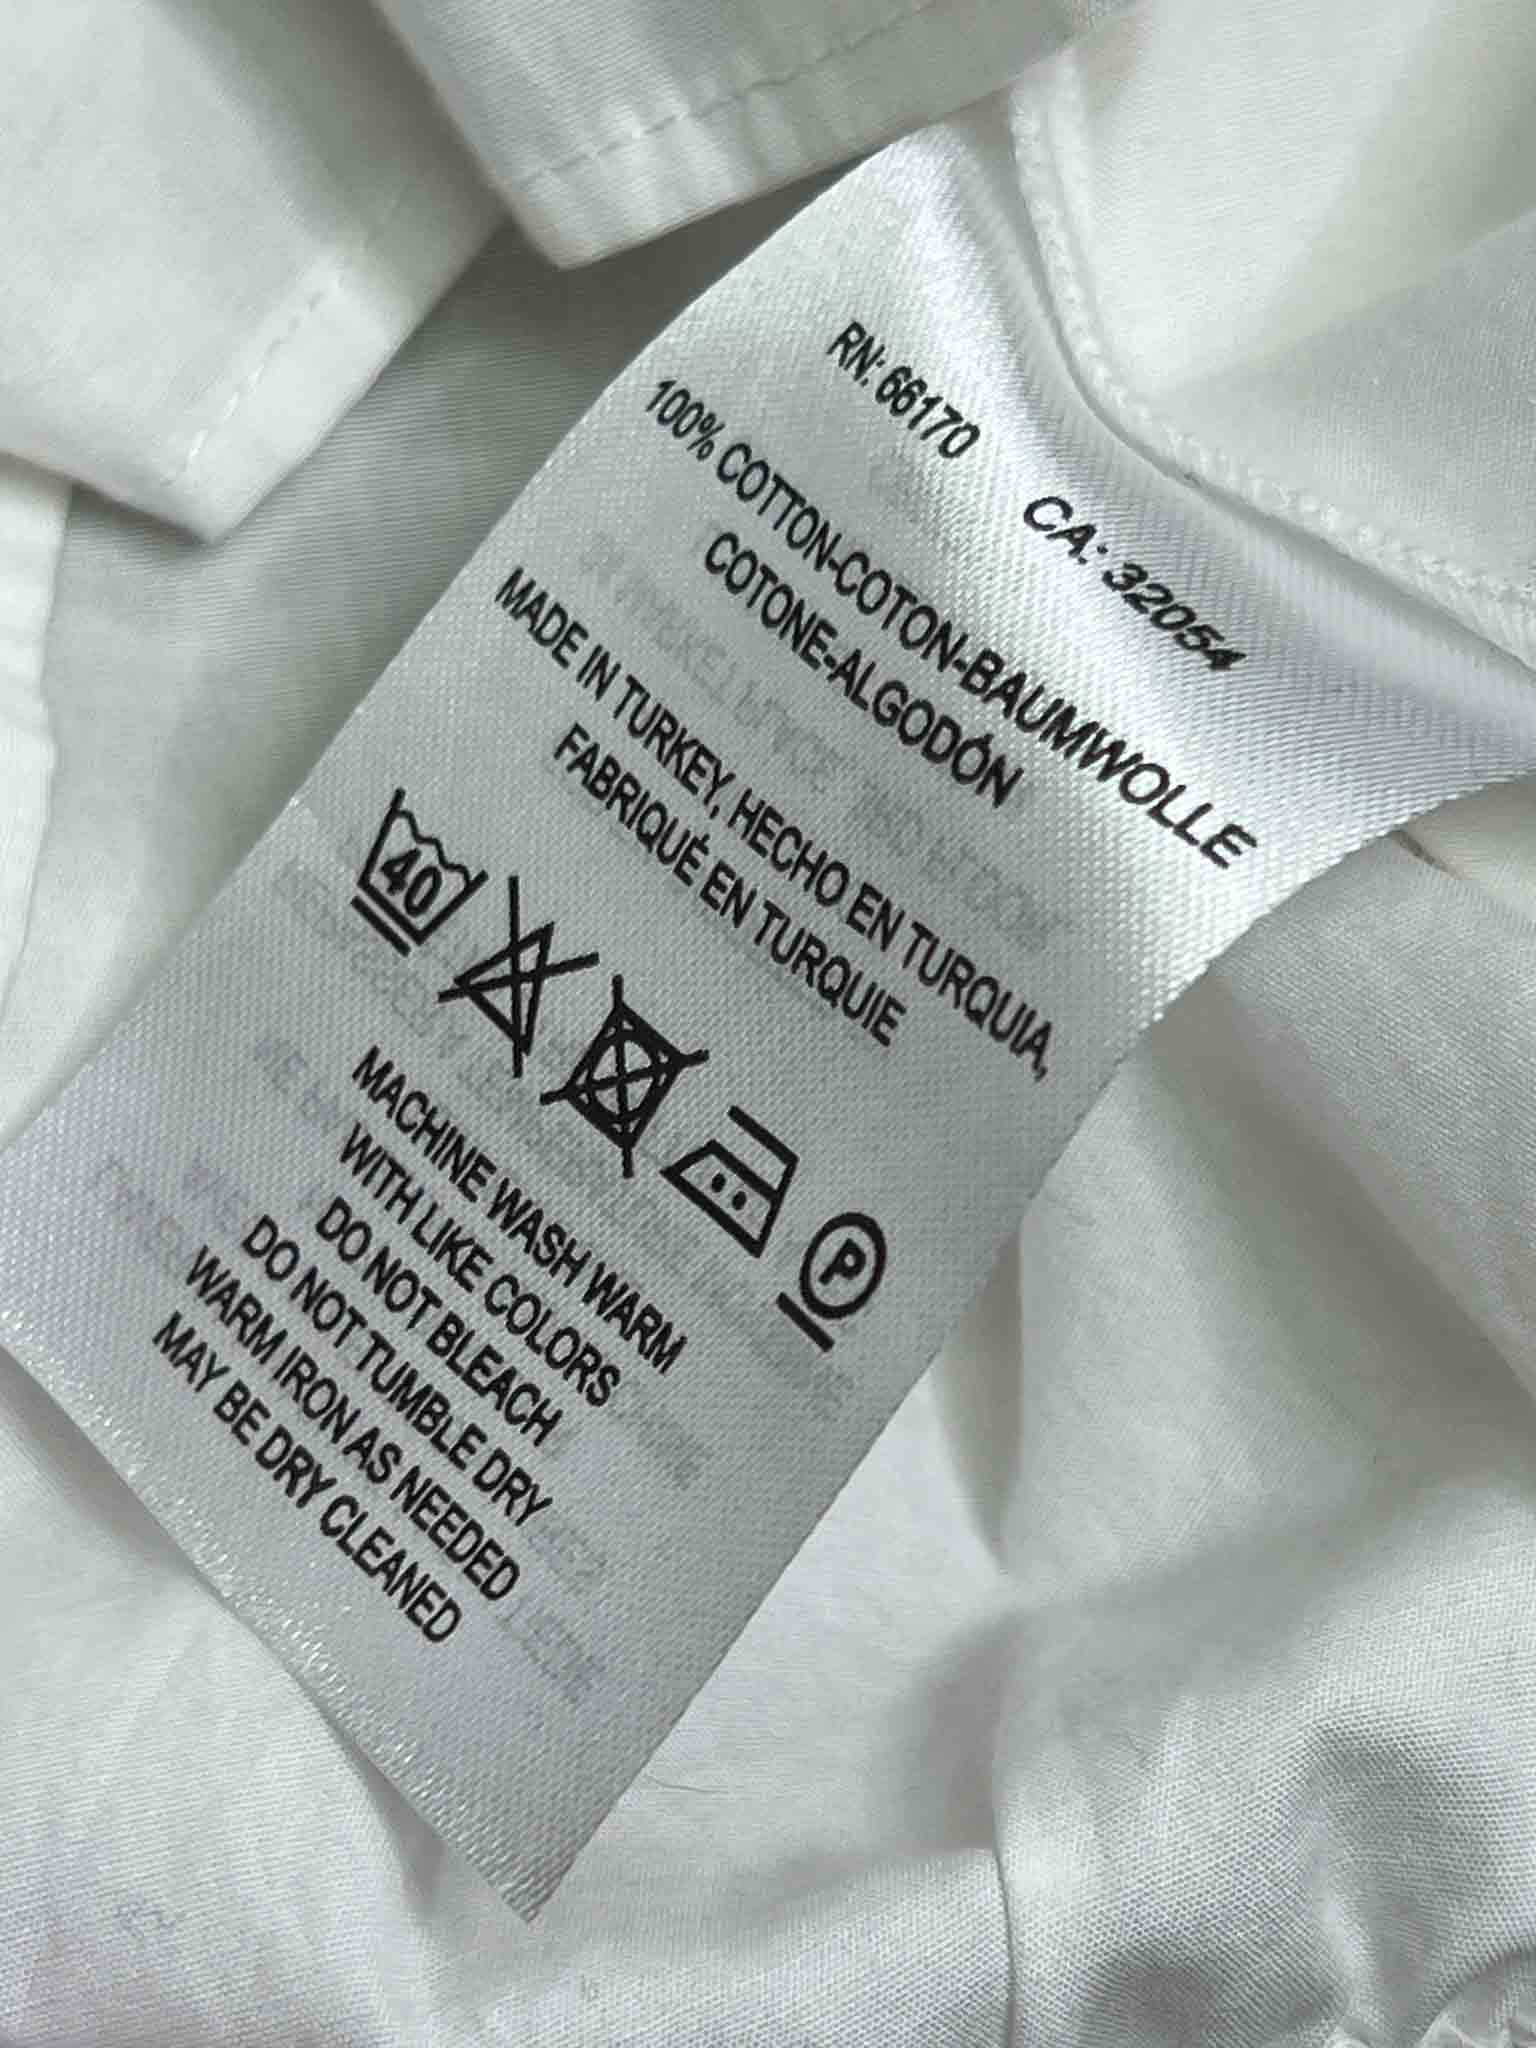 RN: 66170 CA: 32054
100% COTTON-COTON-BAUMWOLLE
COTONE-ALGODÓN
MADE IN TURKEY, HECHO EN TURQUIA,
FABRIQUÉ EN TURQUIE
40
P
MACHINE WASH WARM
WITH LIKE COLORS
DO NOT BLEACH
DO NOT TUMBLE DRY
WARM IRON AS NEEDED
MAY BE DRY CLEANED